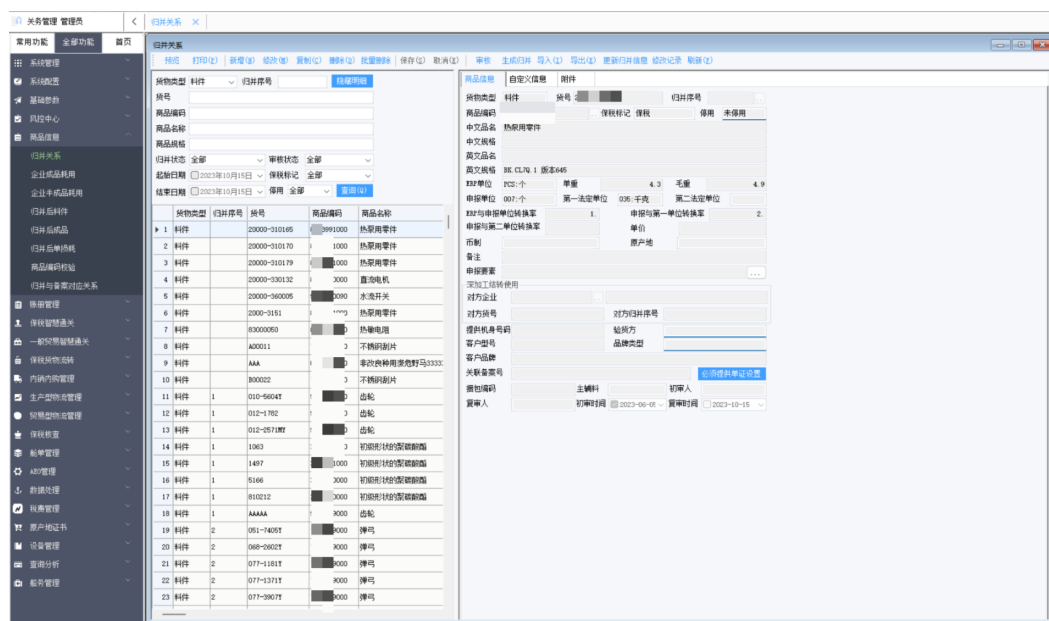 关务管理 管理员
归并关系
常用功能 全部功能 首页
系统管理
系统配置
基础参数
风控中心
商品信息
归并关系
企业成品耗用
企业半成品耗用
归并后料件
归并后成品
归并后单损耗
商品编码校验
归并与备案对应关系
账册管理
保税智慧通关
一般贸易智慧通关
保税货物流转
内销内购管理
生产型物流管理
贸易型物流管理
保税核查
舱单管理
AEO管理
数据处理
税费管理
原产地证书
设备管理
查询分析
船务管理
归并关系
预览 打印(P) 新增(N) 修改(M) 复制(C) 删除(D) 批量删除 保存(S) 取消(X) 审核 生成归并 导入(I) 导出(E) 更新归并信息 修改记录 刷新(Z)
货物类型 料件 归并序号 隐藏明细
货号
商品编码
商品名称
商品规格
归并状态 全部 审核状态 全部
起始日期 2023年10月15日 保税标记 全部
结束日期 2023年10月15日 停用 全部 查询(Q)
货物类型 归并序号 货号 商品编码 商品名称
1 料件 20000-310165 3991000 热泵用零件
2 料件 20000-310170 1000 热泵用零件
3 料件 20000-310179 1000 热泵用零件
4 料件 20000-330132 0000 直流电机
5 料件 20000-360005 0090 水流开关
6 料件 2000-3151 热泵用零件
7 料件 83000050 热敏电阻
8 料件 A00011 不锈钢刮片
9 料件 AAA 非改良种用濒危野马3333
10 料件 B00022 不锈钢刮片
11 料件 1 010-5604Y 齿轮
12 料件 1 012-1782 齿轮
13 料件 1 012-2571MY 齿轮
14 料件 1 1063 初级形状的聚碳酸酯
15 料件 1 1497 1000 初级形状的聚碳酸酯
16 料件 1 5166 0000 初级形状的聚碳酸酯
17 料件 1 810212 0000 初级形状的聚碳酸酯
18 料件 1 AAAAA 9000 齿轮
19 料件 2 051-7405Y 9000 弹弓
20 料件 2 068-2602Y 9000 弹弓
21 料件 2 077-1181Y 9000 弹弓
22 料件 2 077-1371Y 9000 弹弓
23 料件 2 077-3907Y 9000 弹弓
商品信息 自定义信息 附件
货物类型 料件 货号 归并序号
商品编码 保税标记 保税 停用 未停用
中文品名 热泵用零件
中文规格
英文品名
英文规格 BK.CL7Q.1 版本645
ERP单位 PCS:个 单重 4.3 毛重 4.9
申报单位 007:个 第一法定单位 035:千克 第二法定单位
ERP与申报单位转换率 1. 申报与第一单位转换率 2.
申报与第二单位转换率 单价
币制 原产地
备注
申报要素
深加工结转使用
对方企业
对方货号 对方归并序号
提供机身号码 验货方
客户型号 品牌类型
客户品牌
关联备案号 必须提供单证设置
捆包编码 主辅料 初审人
复审人 初审时间 2023-08-05 复审时间 2023-10-15